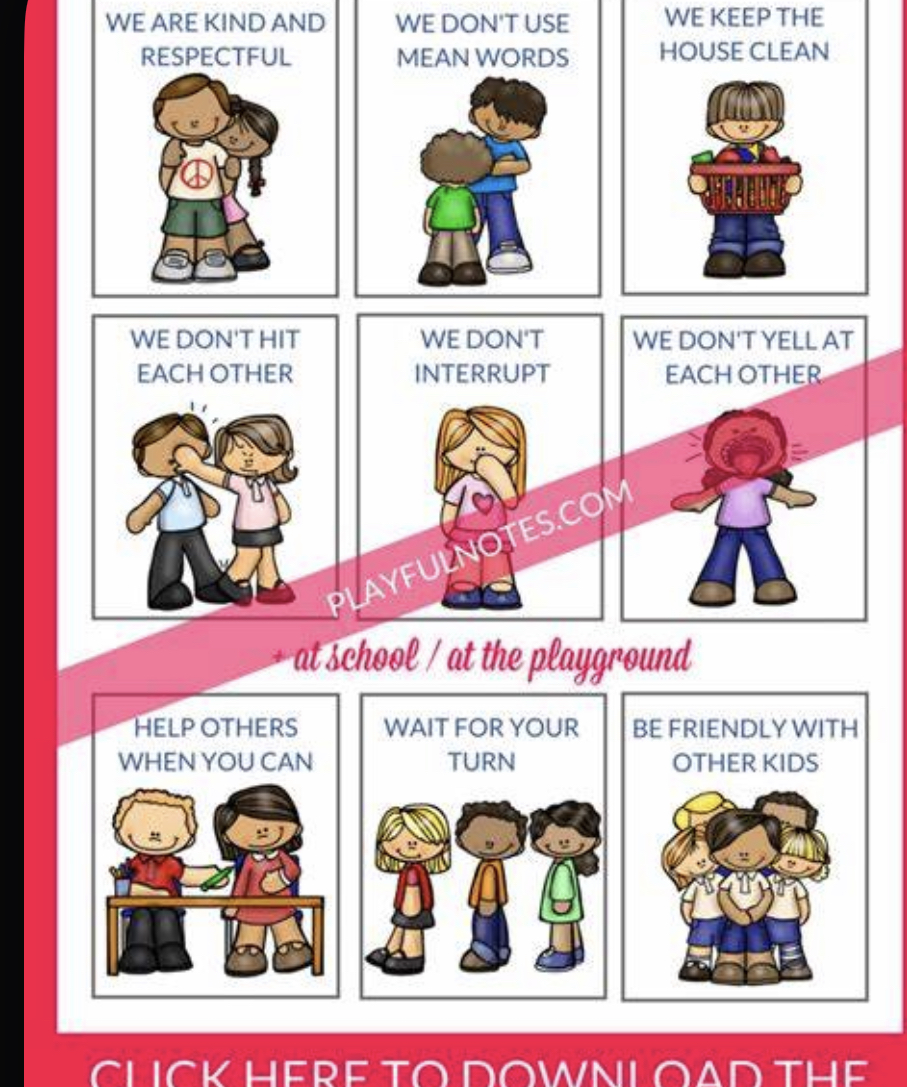 WE ARE KIND AND
RESPECTFUL
WE DON'T USE
MEAN WORDS
WE KEEP THE
HOUSE CLEAN
WE DON'T HIT
EACH OTHER
WE DON'T
INTERRUPT
WE DON'T YELL AT
EACH OTHER
PLAYFULNOTES.COM
+ at school / at the playground
HELP OTHERS
WHEN YOU CAN
WAIT FOR YOUR
TURN
BE FRIENDLY WITH
OTHER KIDS
CLICK HERE TO DOWNLOAD THE